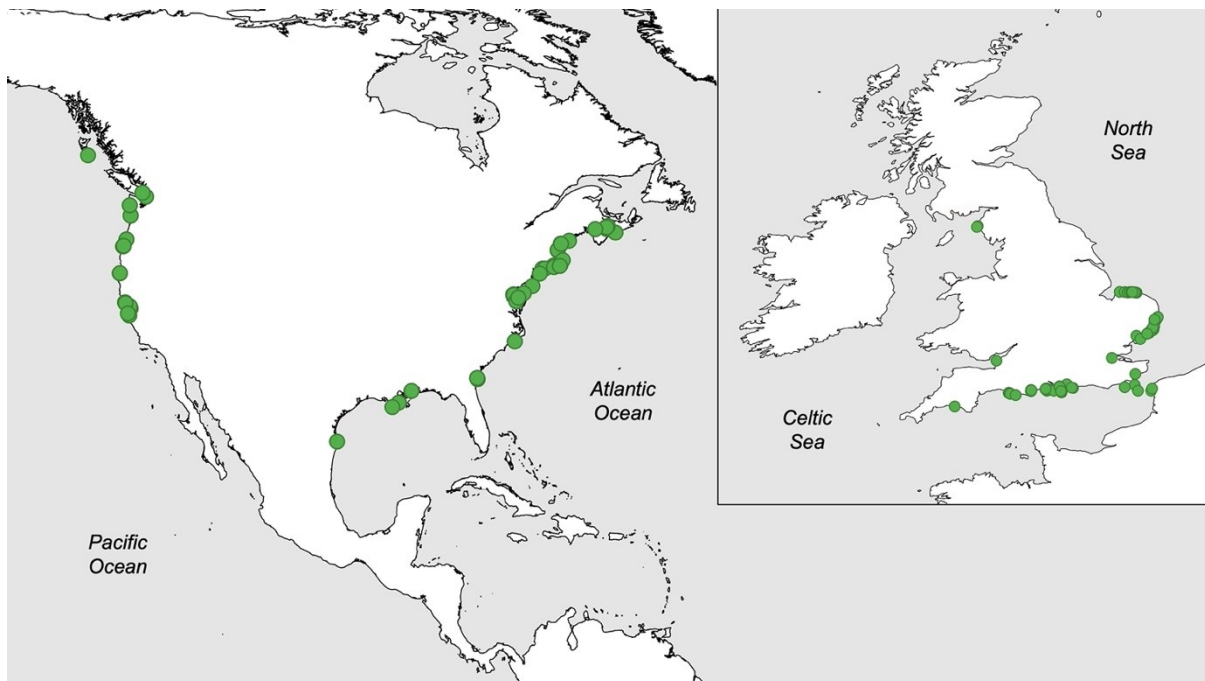 North
Sea
Atlantic
Ocean
Celtic
Sea
Pacific
Ocean